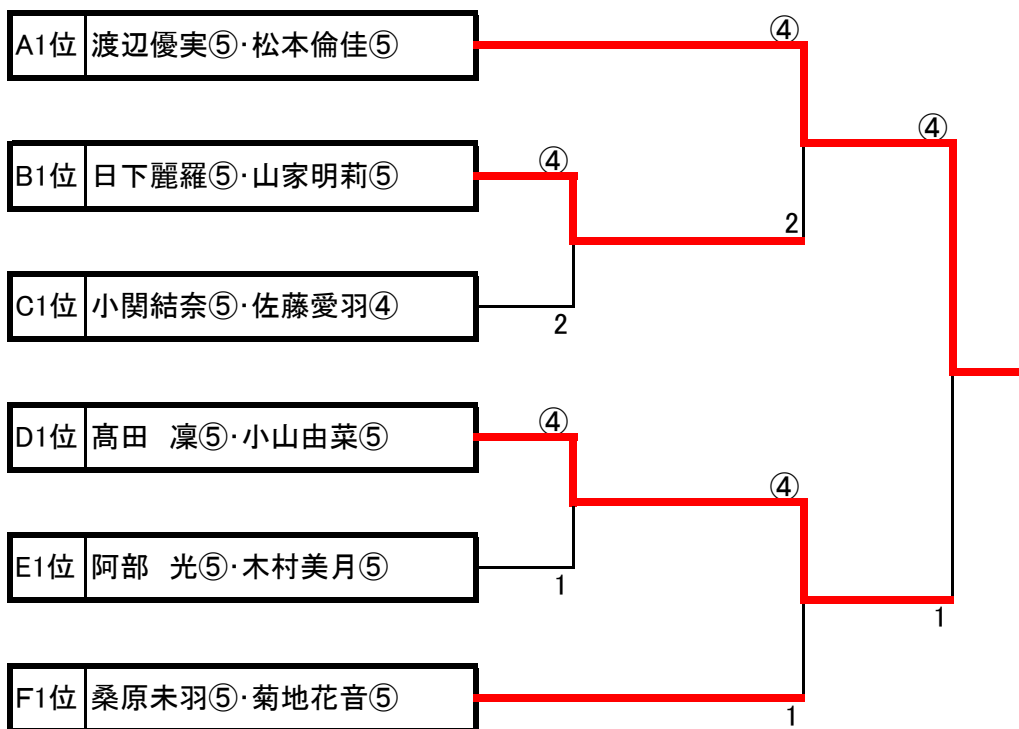 A1位 渡辺優実⑤・松本倫佳⑤
④
④
B1位 日下麗羅⑤・山家明莉⑤
④
2
C1位 小関結奈⑤・佐藤愛羽④
2
D1位 髙田　凜⑤・小山由菜⑤
④
④
E1位 阿部　光⑤・木村美月⑤
1
1
F1位 桑原未羽⑤・菊地花音⑤
1